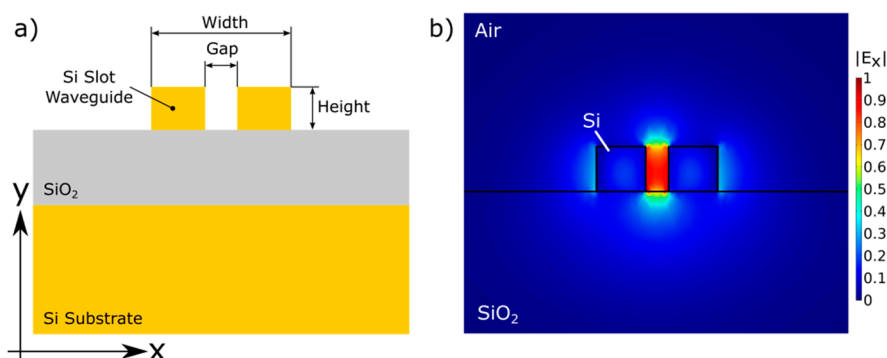 a)
Width
Gap
Si Slot
Waveguide
Height
SiO₂
y
Si Substrate
x
b)
Air
|Eₓ|
Si
1
0.9
0.8
0.7
0.6
0.5
0.4
0.3
0.2
0.1
0
SiO₂